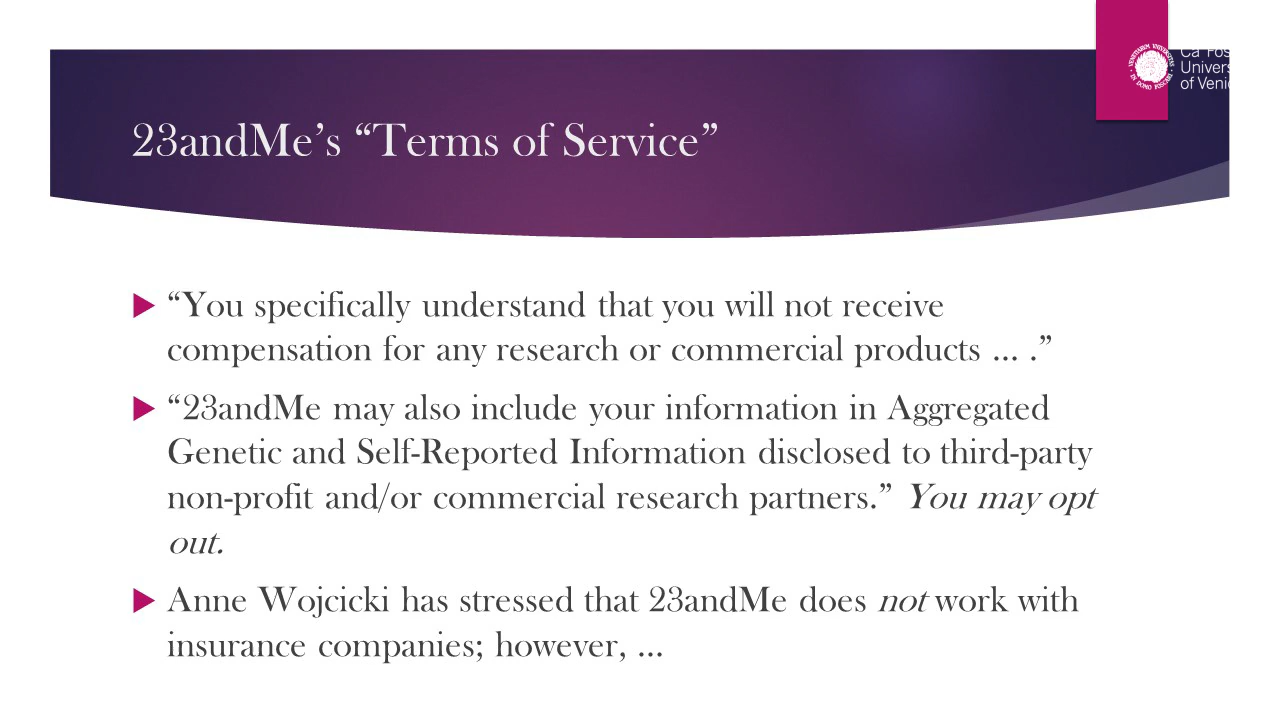 Ca' Fos
Univers
of Veni
23andMe’s “Terms of Service”
“You specifically understand that you will not receive
compensation for any research or commercial products … .”
“23andMe may also include your information in Aggregated
Genetic and Self-Reported Information disclosed to third-party
non-profit and/or commercial research partners.” You may opt
out.
Anne Wojcicki has stressed that 23andMe does not work with
insurance companies; however, …